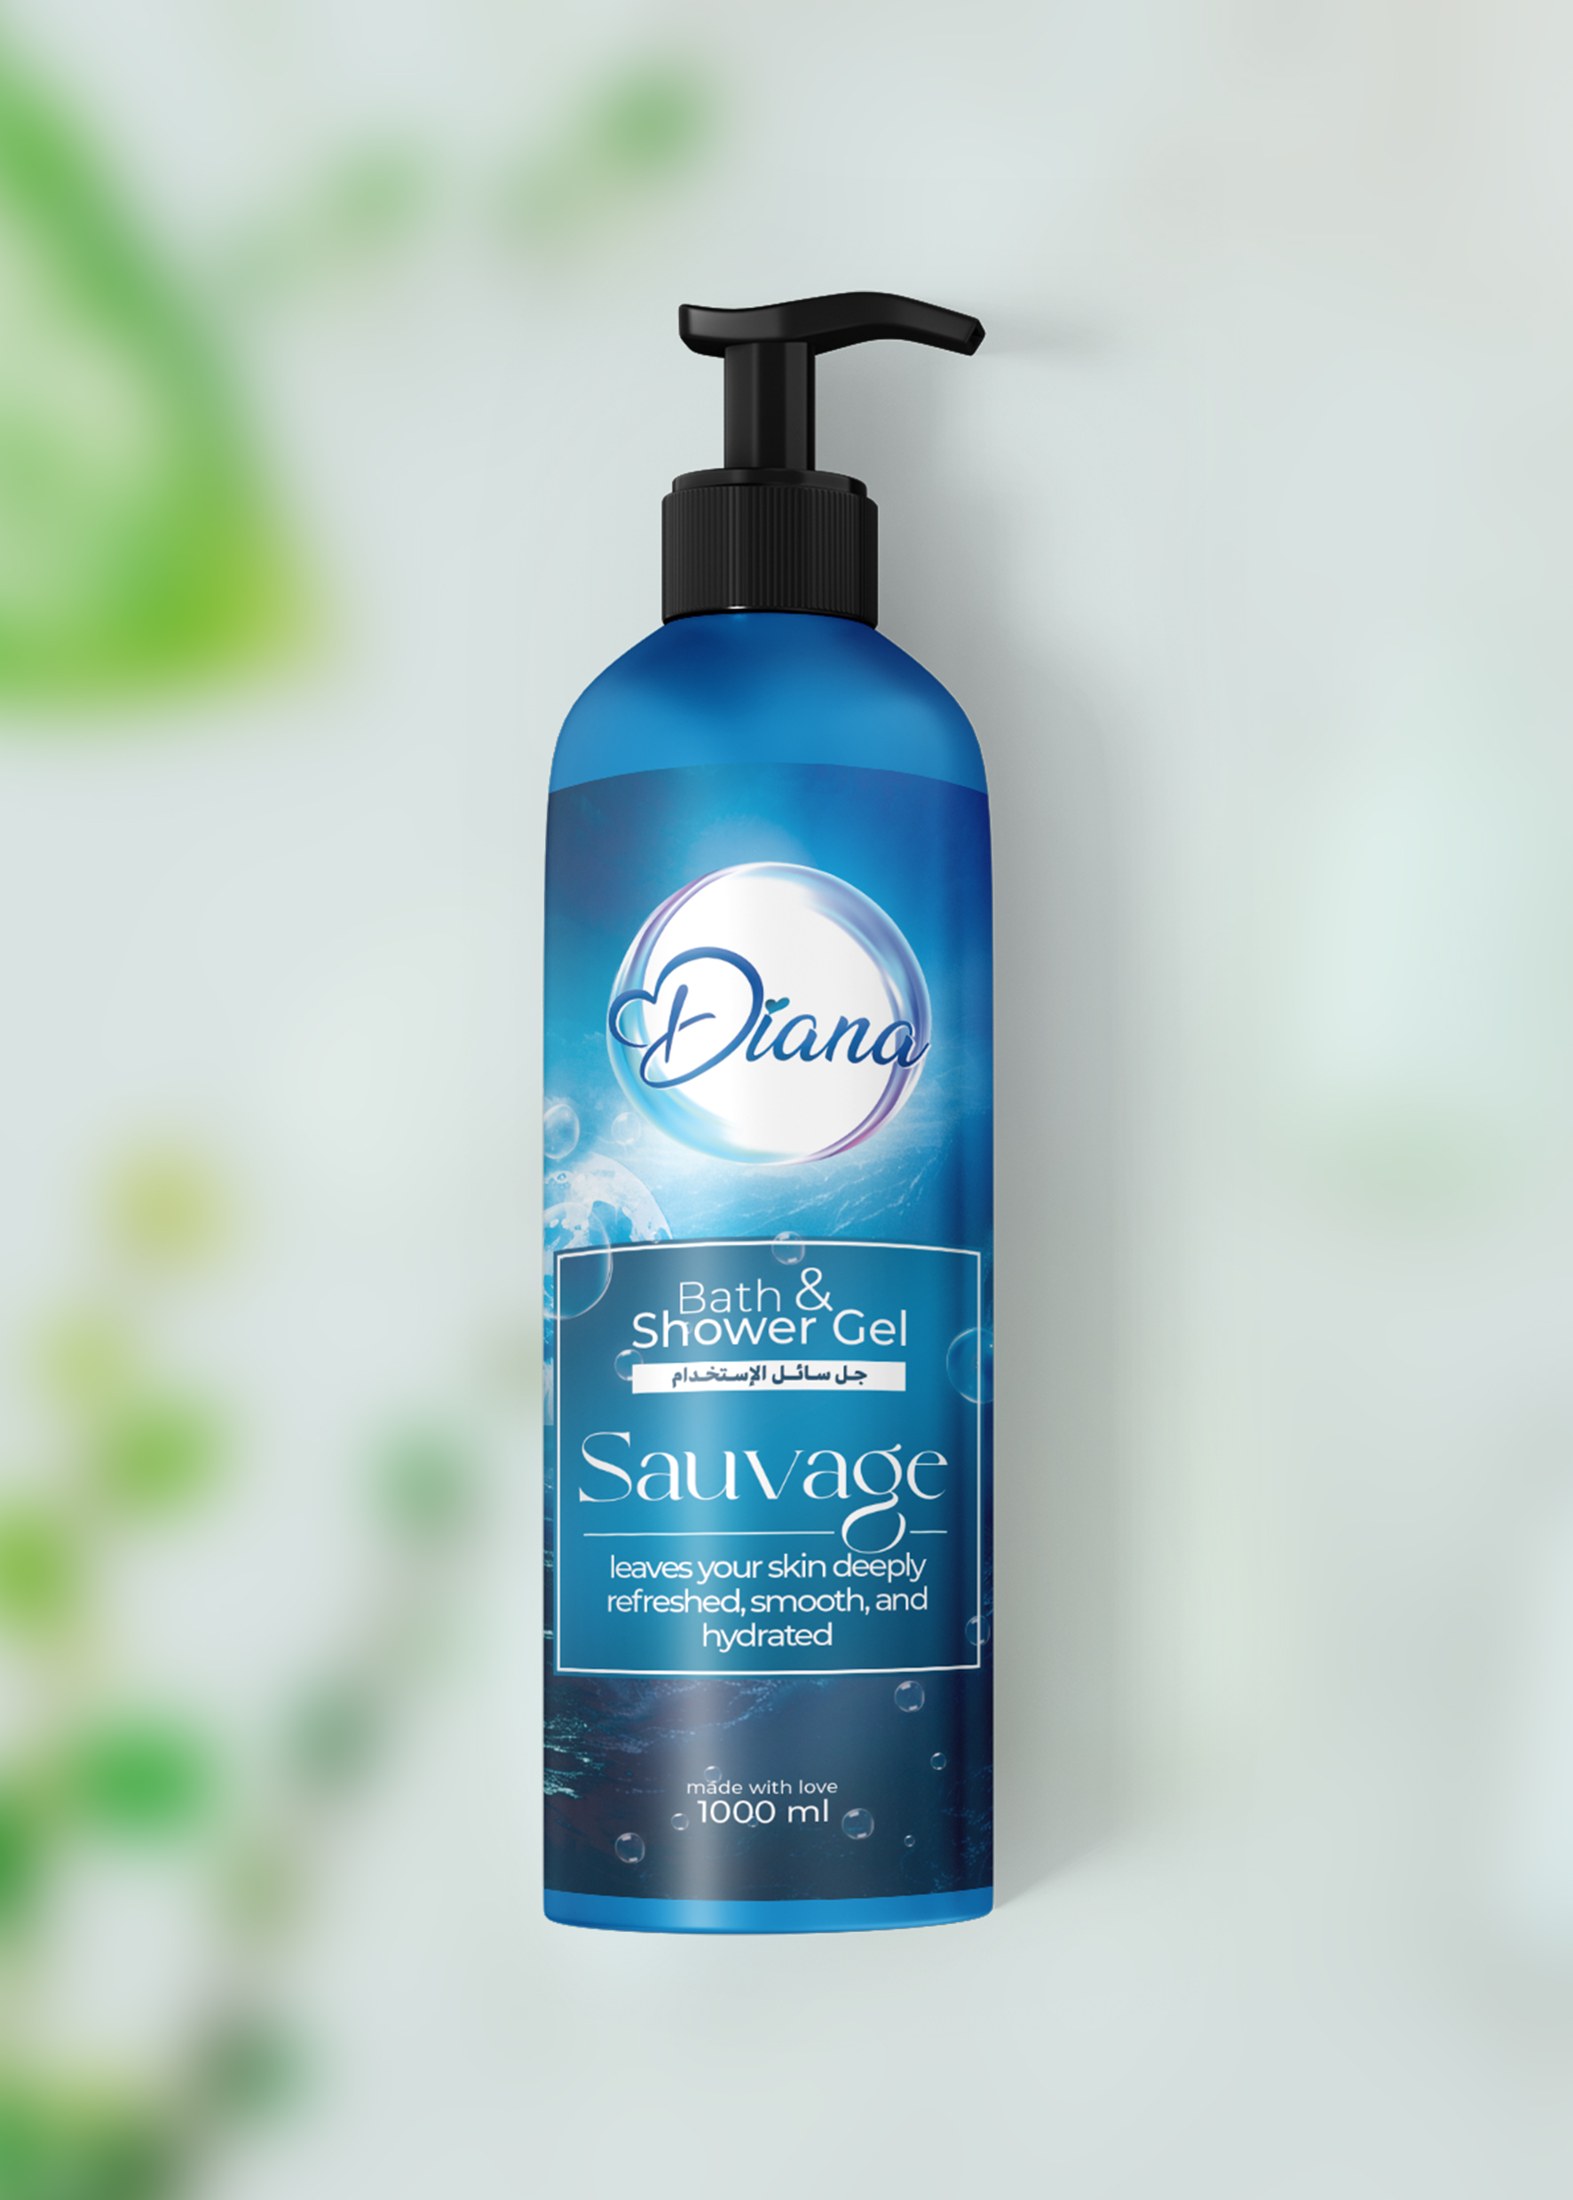 Diana
Bath &
Shower Gel
جل سائل الإستخدام
Sauvage
leaves your skin deeply
refreshed, smooth, and
hydrated
made with love
1000 ml